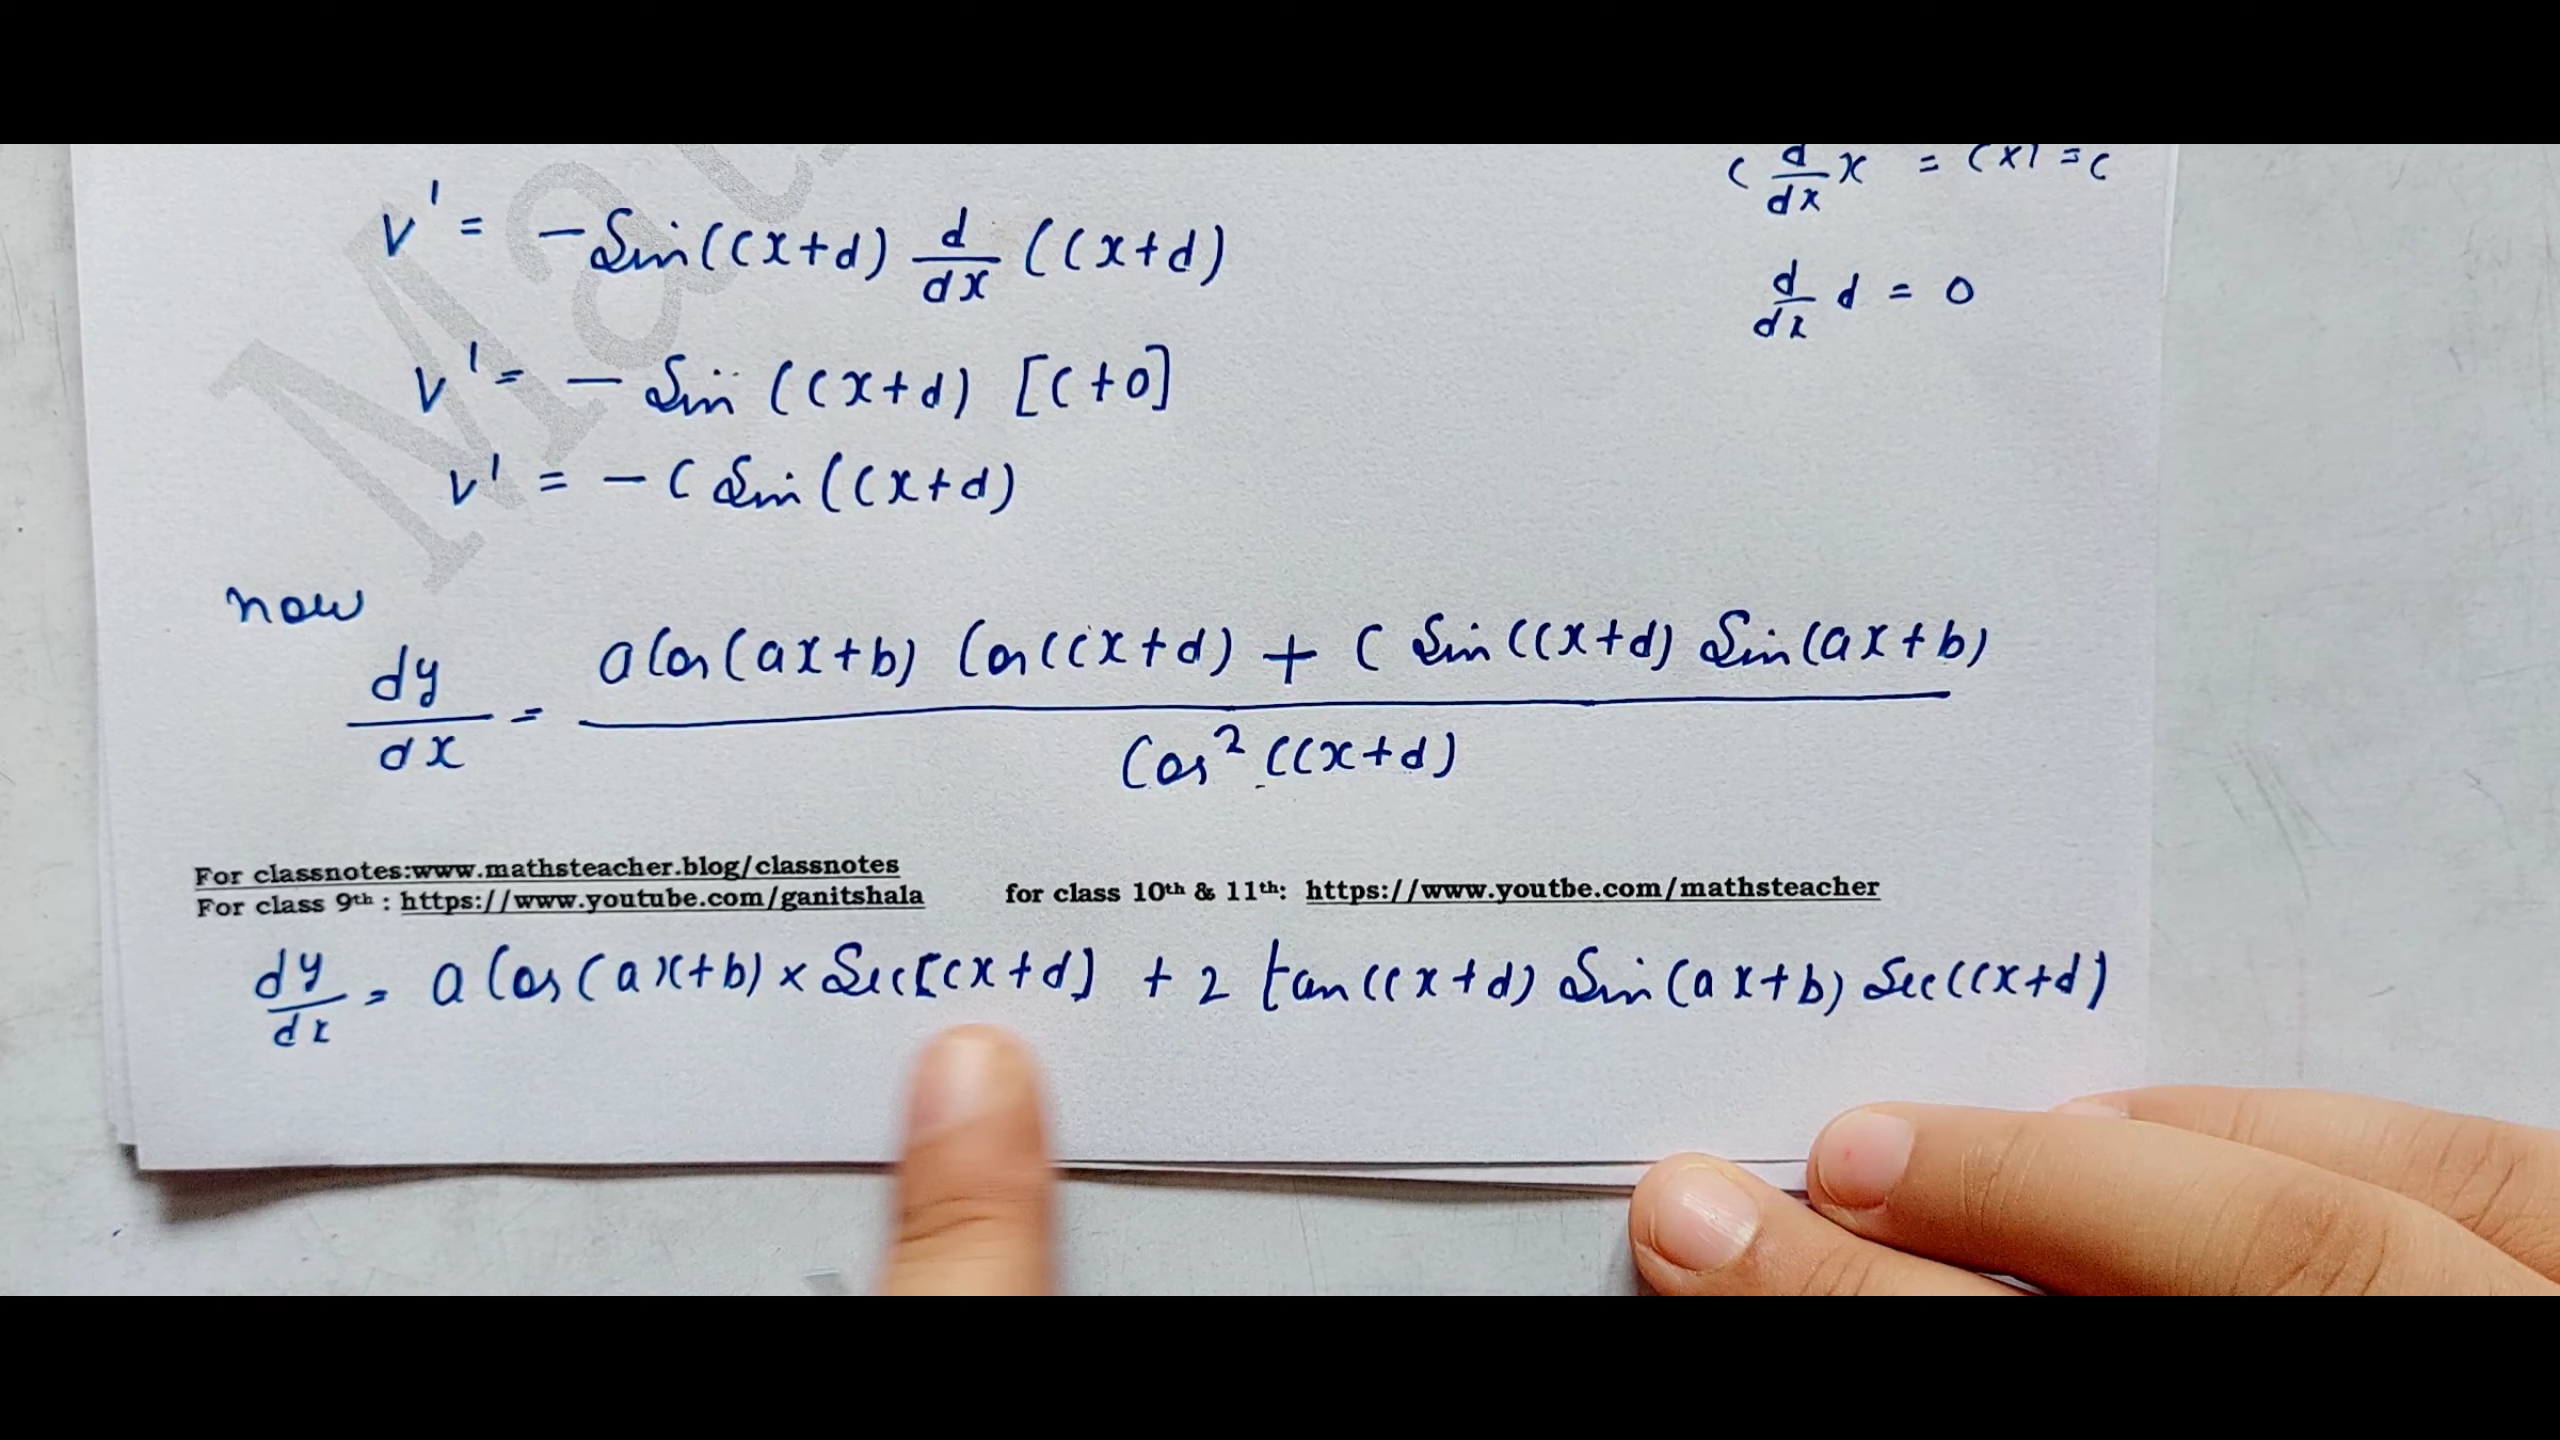 c d/dx x = c×1 = c
v' = -Sin(cx+d) d/dx (cx+d)
d/dx d = 0
v' = - Sin (cx+d) [c+0]
v' = - c Sin(cx+d)
now
dy/dx = a Cos(ax+b) Cos(cx+d) + c Sin(cx+d) Sin(ax+b) / Cos² (cx+d)
For classnotes:www.mathsteacher.blog/classnotes
For class 9th : https://www.youtube.com/ganitshala for class 10th & 11th: https://www.youtbe.com/mathsteacher
dy/dx = a Cos(ax+b) × Sec[cx+d] + 2 tan(cx+d) Sin(ax+b) Sec(cx+d)